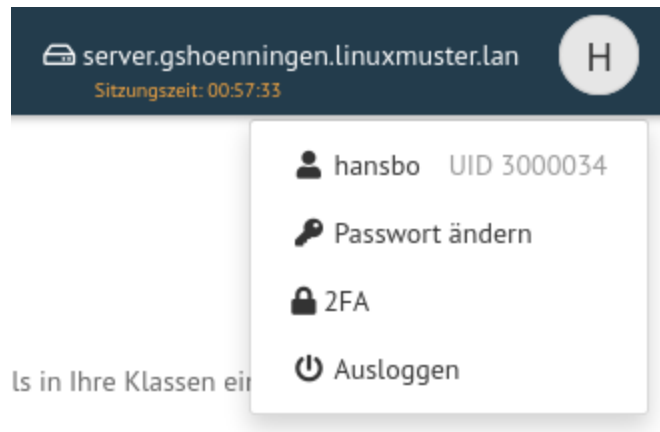 server.gshoenningen.linuxmuster.lan
H
Sitzungszeit: 00:57:33
hansbo UID 3000034
Passwort ändern
2FA
Ausloggen
ls in Ihre Klassen ein